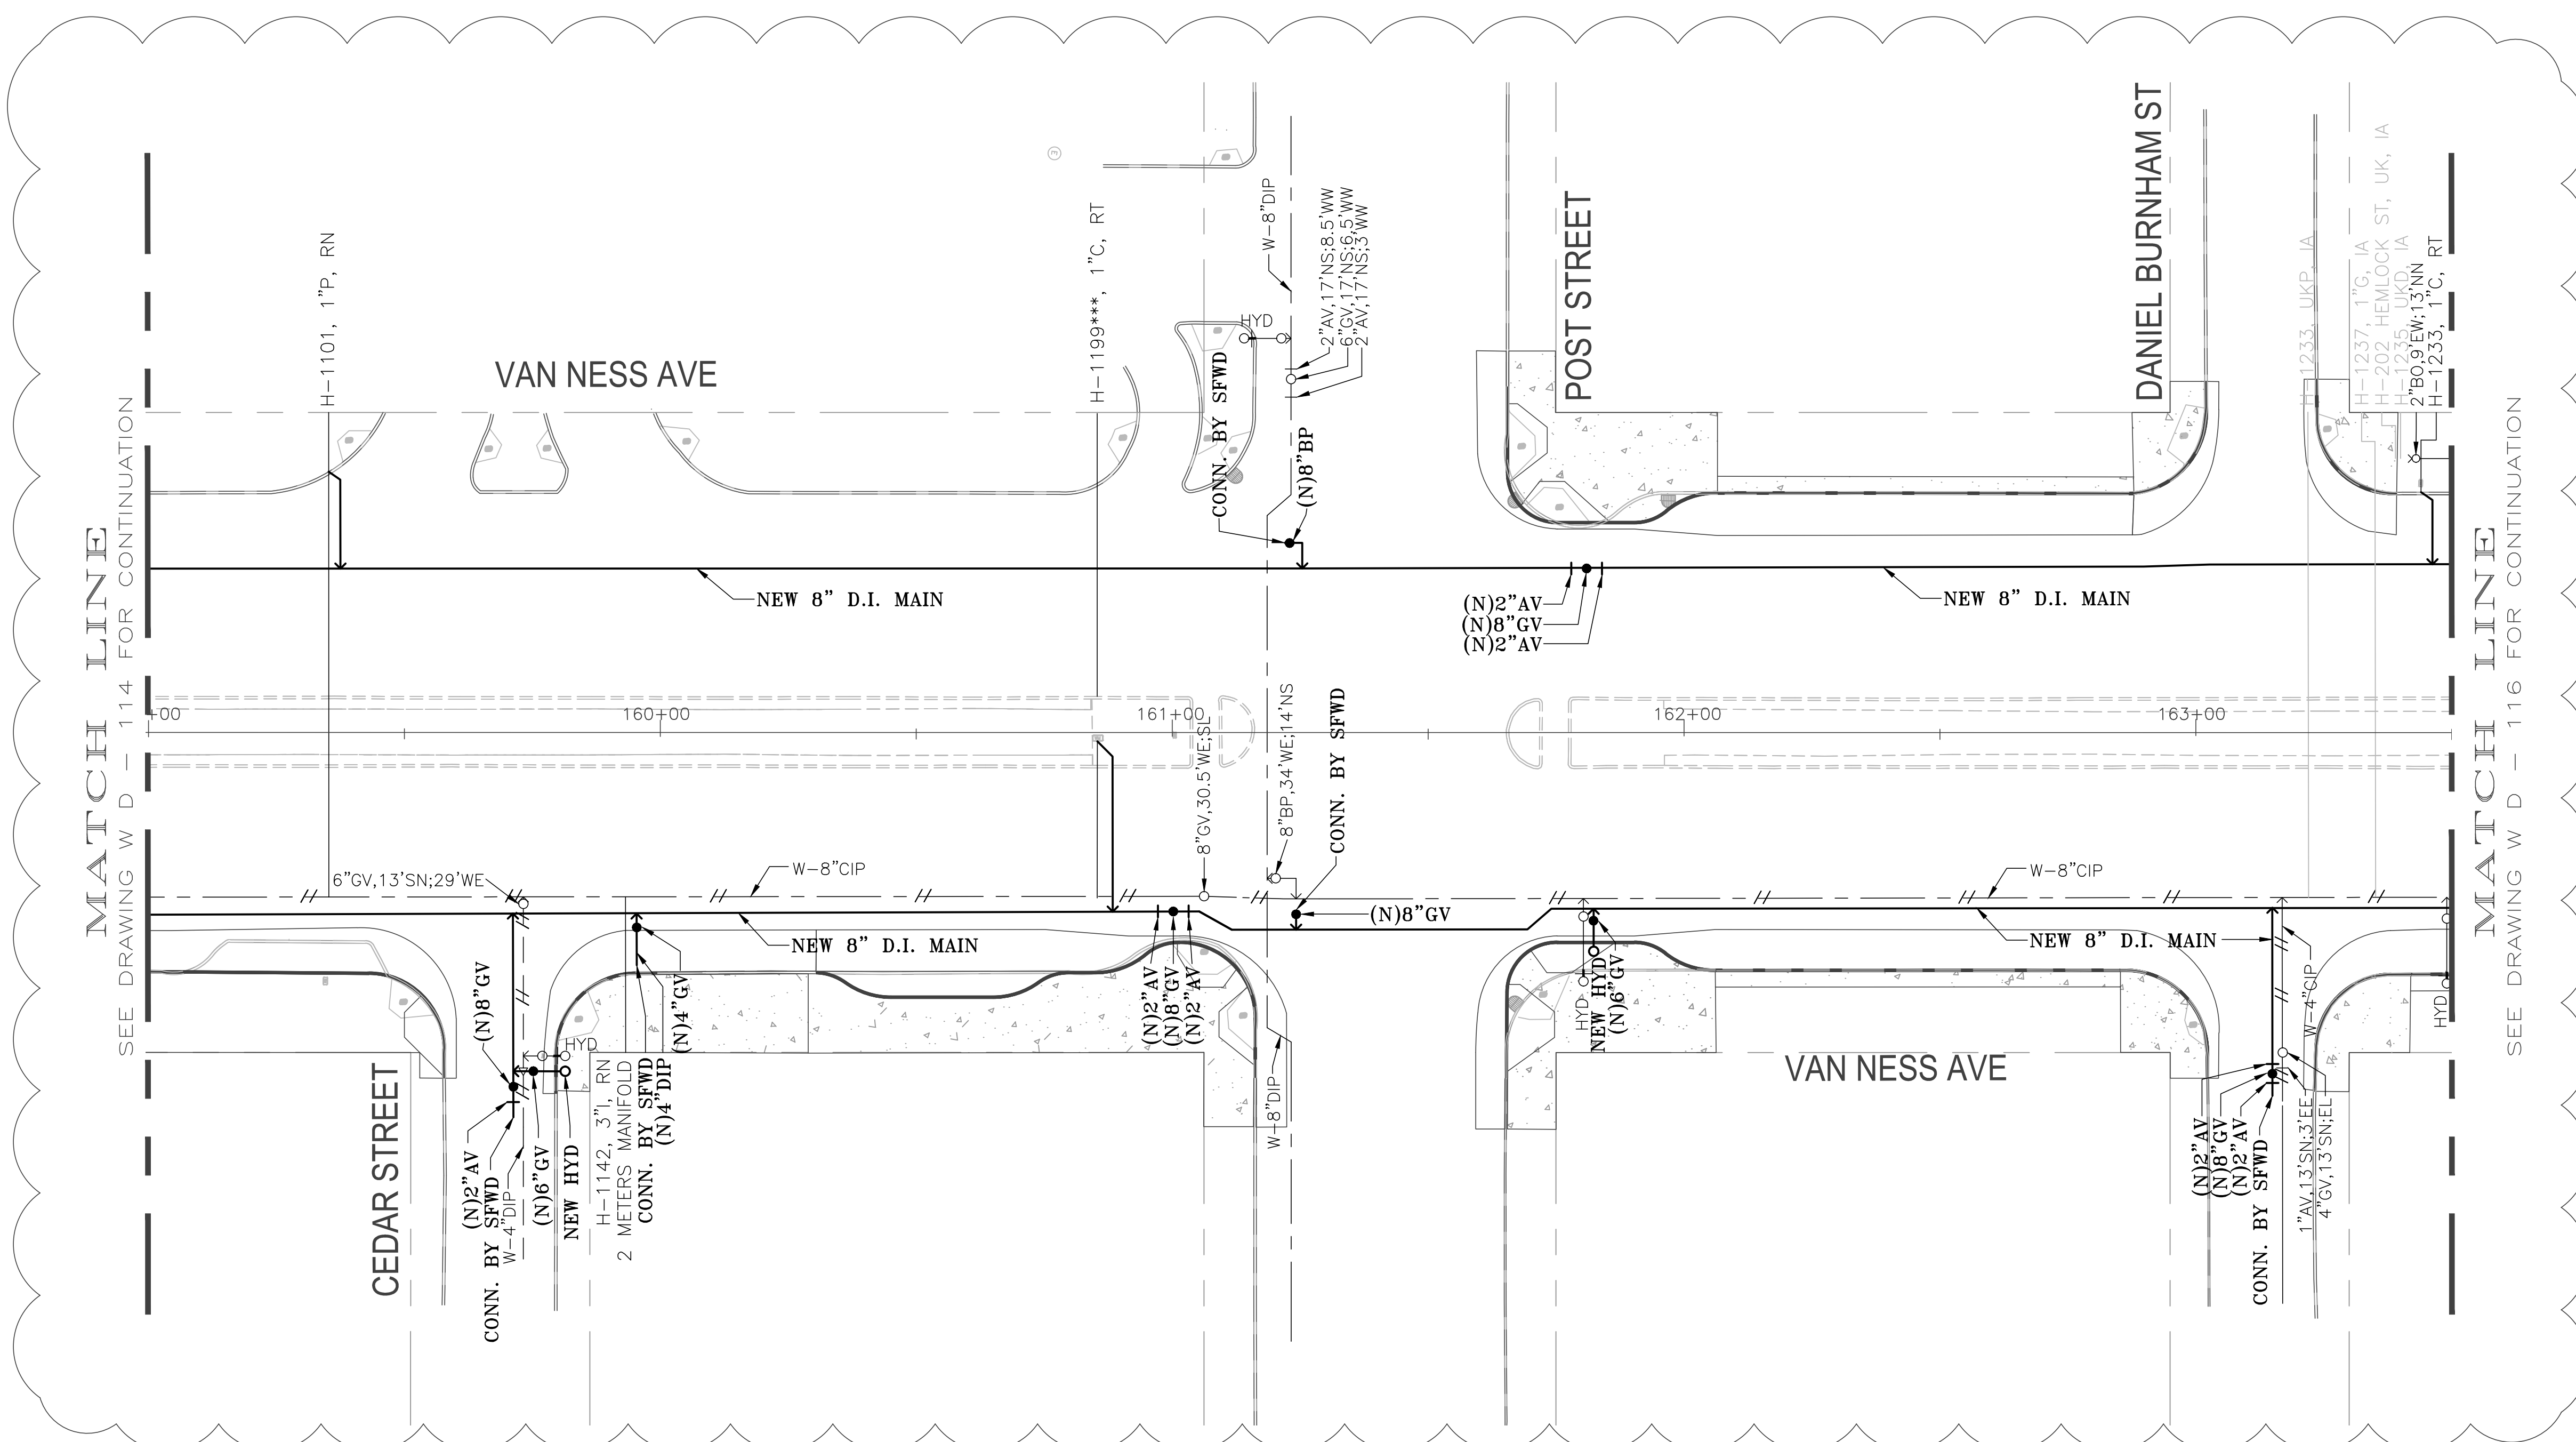 MATCH LINE
SEE DRAWING W D - 114 FOR CONTINUATION
H-1101, 1"P, RN
VAN NESS AVE
H-1199***, 1"C, RT
3
W-8"DIP
HYD
2"AV,17'NS;8.5'WW
6"GV,17'NS;6.5'WW
2"AV,17'NS;3'WW
CONN. BY SFWD
(N)8"BP
POST STREET
DANIEL BURNHAM ST
H-1233, UKP, IA
H-1237, 1"G, IA
H-202 HEMLOCK ST, UK, IA
H-1235, UKD, IA
2"BO,9'EW;13'NN
H-1233, 1"C, RT
NEW 8" D.I. MAIN
(N)2"AV
(N)8"GV
(N)2"AV
NEW 8" D.I. MAIN
+00
160+00
161+00
162+00
163+00
8"GV,30.5'WE;SL
8"BP,34'WE;14'NS
CONN. BY SFWD
6"GV,13'SN;29'WE
W-8"CIP
W-8"CIP
(N)8"GV
NEW 8" D.I. MAIN
NEW 8" D.I. MAIN
(N)8"GV
(N)4"GV
(N)2"AV
(N)8"GV
(N)2"AV
HYD
NEW HYD
(N)6"GV
W-4"CIP
HYD
HYD
CEDAR STREET
(N)2"AV
CONN. BY SFWD
W-4"DIP
(N)6"GV
NEW HYD
H-1142, 3"I, RN
2 METERS MANIFOLD
CONN. BY SFWD
(N)4"DIP
W-8"DIP
VAN NESS AVE
(N)2"AV
(N)8"GV
(N)2"AV
CONN. BY SFWD
1"AV,13'SN;3'EE
4"GV,13'SN;EL
MATCH LINE
SEE DRAWING W D - 116 FOR CONTINUATION